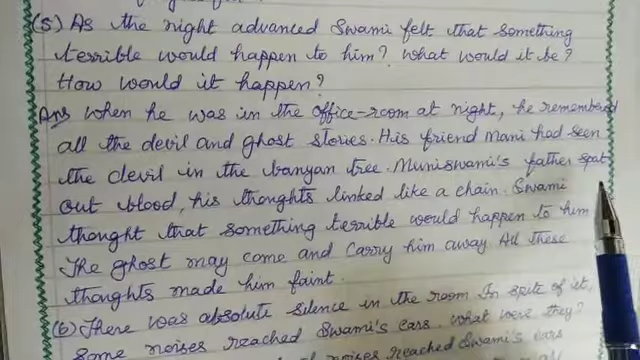 (5) As the night advanced Swami felt that something
terrible would happen to him? What would it be?
How would it happen?
Ans When he was in the office-room at night, he remembered
all the devil and ghost stories. His friend Mani had seen
the devil in the banyan tree. Muniswami's father spat
out blood, his thoughts linked like a chain. Swami
thought that something terrible would happen to him
The ghost may come and carry him away All these
thoughts made him faint.
(6) There was absolute silence in the room In spite of it,
Some noises reached Swami's ears. What were they?
noises reached Swami's ears